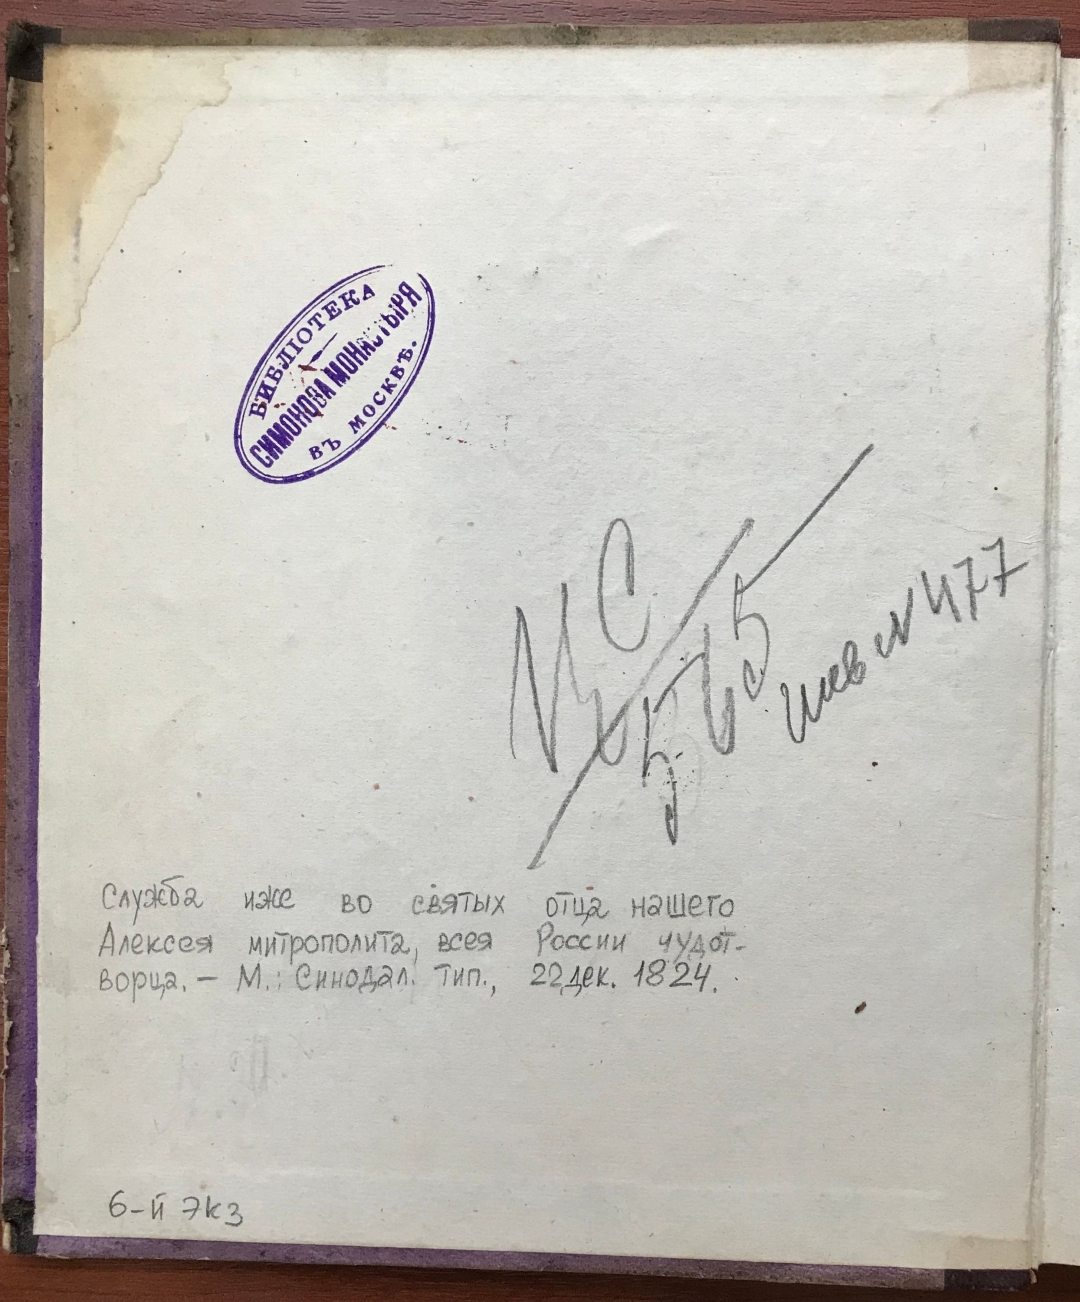 БИБЛІОТЕКА
СИМОНОВА МОНАСТЫРЯ
ВЪ МОСКВѢ.
565
инв № 477
Служба иже во святых отца нашего
Алексея митрополита, всея России чудот-
ворца. – М.: Синодал. тип., 22 дек. 1824.
6-й экз